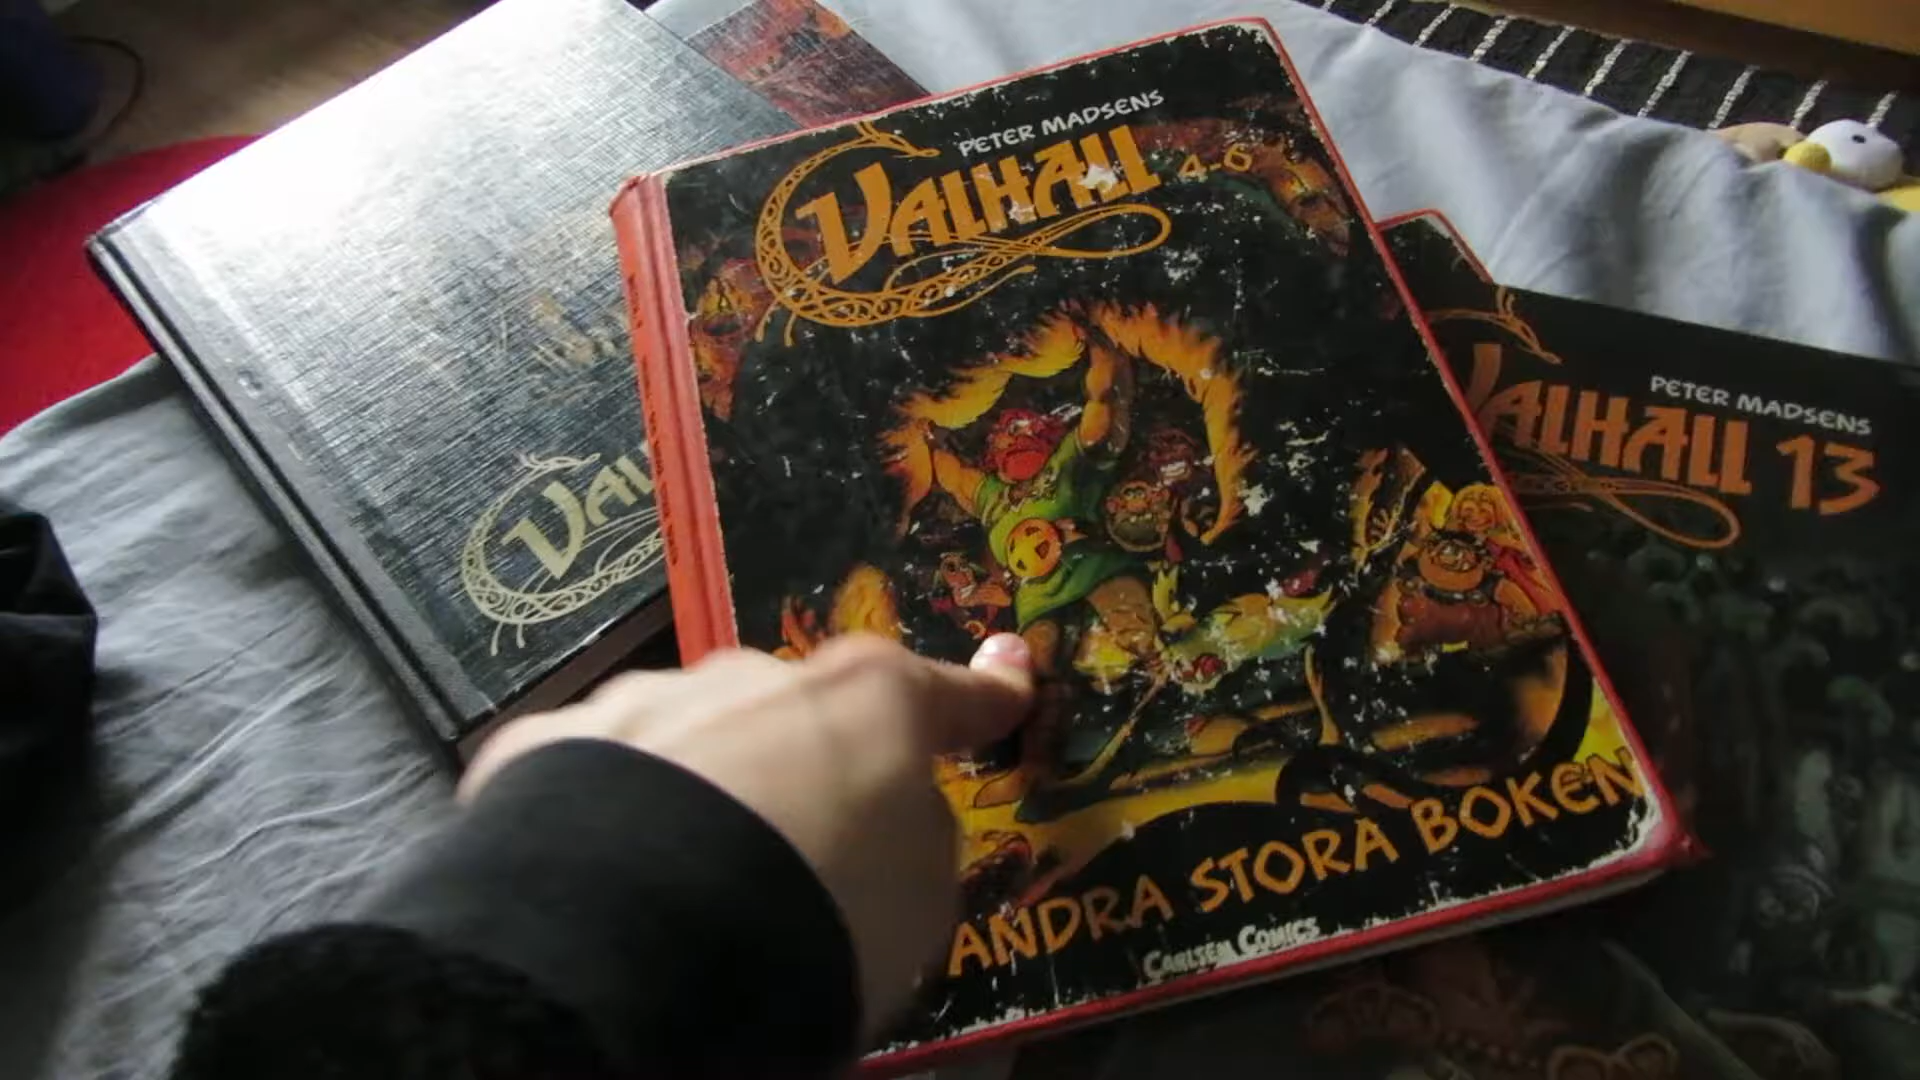 PETER MADSENS
VALHALL 4-6
ANDRA STORA BOKEN
CARLSEN COMICS
PETER MADSENS
VALHALL 13